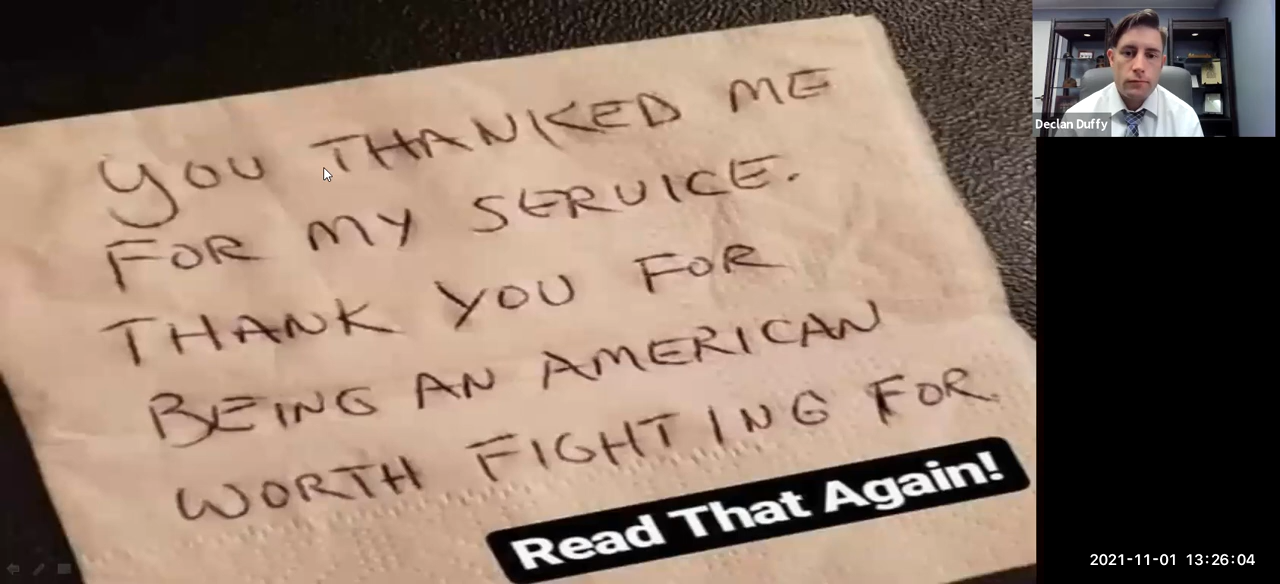 YOU THANKED ME
FOR MY SERVICE.
THANK YOU FOR
BEING AN AMERICAN
WORTH FIGHTING FOR.
Read That Again!
Declan Duffy
2021-11-01 13:26:04